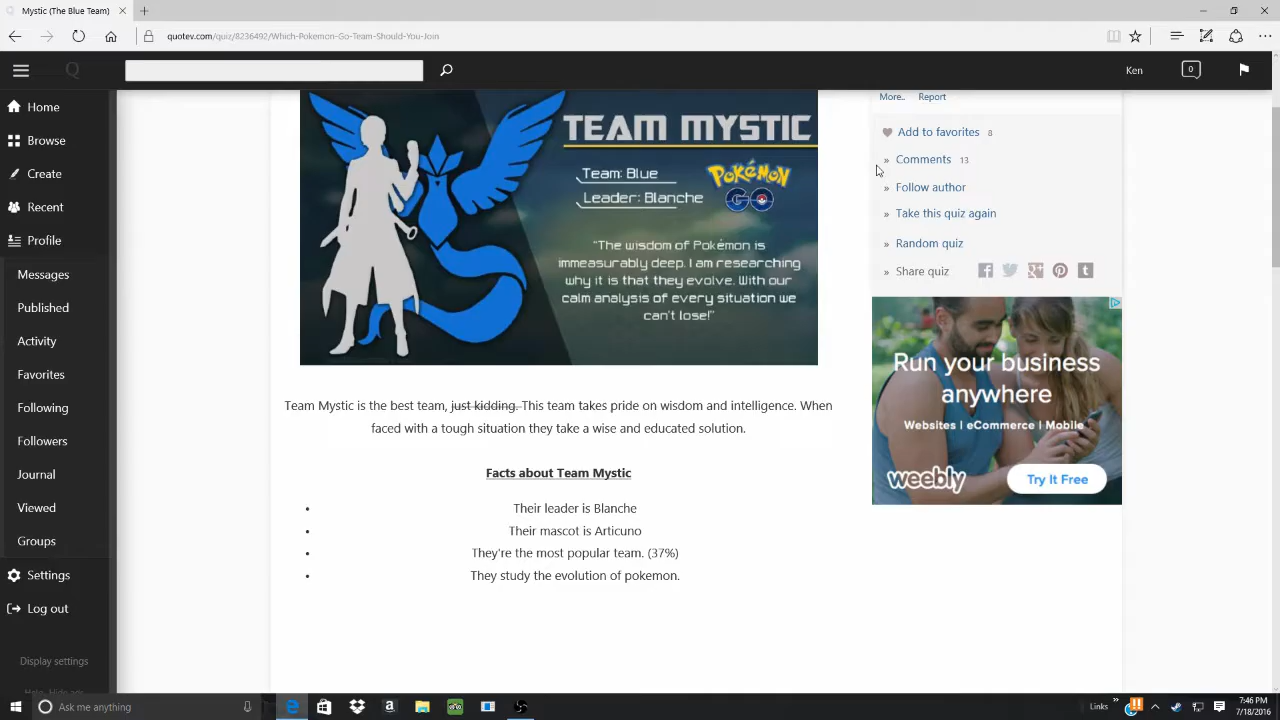 Mystic (The Blue Team)
quotev.com/quiz/8236492/Which-Pokemon-Go-Team-Should-You-Join
Q
Ken
0
Home
Browse
Create
Recent
Profile
Messages
Published
Activity
Favorites
Following
Followers
Journal
Viewed
Groups
Settings
Log out
Display settings
TEAM MYSTIC
Team: Blue
Leader: Blanche
POKéMON
GO
"The wisdom of Pokémon is
immeasurably deep. I am researching
why it is that they evolve. With our
calm analysis of every situation we
can't lose!"
Team Mystic is the best team, just kidding. This team takes pride on wisdom and intelligence. When
faced with a tough situation they take a wise and educated solution.
Facts about Team Mystic
• Their leader is Blanche
• Their mascot is Articuno
• They're the most popular team. (37%)
• They study the evolution of pokemon.
More.. Report
Add to favorites 8
» Comments 13
» Follow author
» Take this quiz again
» Random quiz
» Share quiz
Run your business
anywhere
Websites | eCommerce | Mobile
weebly
Try It Free
Ask me anything
Links
7:46 PM
7/18/2016